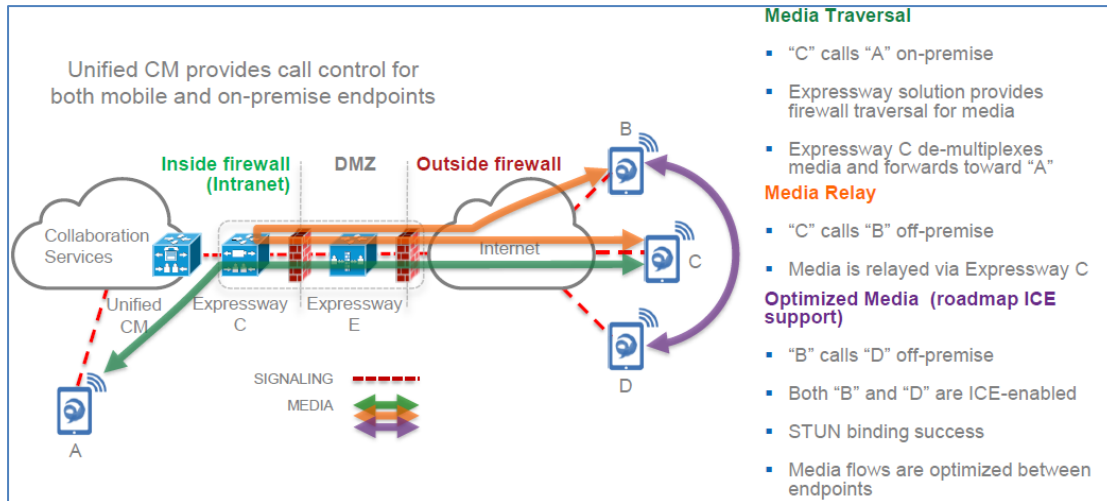 Unified CM provides call control for
both mobile and on-premise endpoints
Inside firewall
(Intranet)
DMZ
Outside firewall
Collaboration
Services
Unified
CM
Expressway
C
Expressway
E
Internet
B
C
D
A
SIGNALING
MEDIA
Media Traversal
▪ “C” calls “A” on-premise
▪ Expressway solution provides
firewall traversal for media
▪ Expressway C de-multiplexes
media and forwards toward “A”
Media Relay
▪ “C” calls “B” off-premise
▪ Media is relayed via Expressway C
Optimized Media (roadmap ICE
support)
▪ “B” calls “D” off-premise
▪ Both “B” and “D” are ICE-enabled
▪ STUN binding success
▪ Media flows are optimized between
endpoints